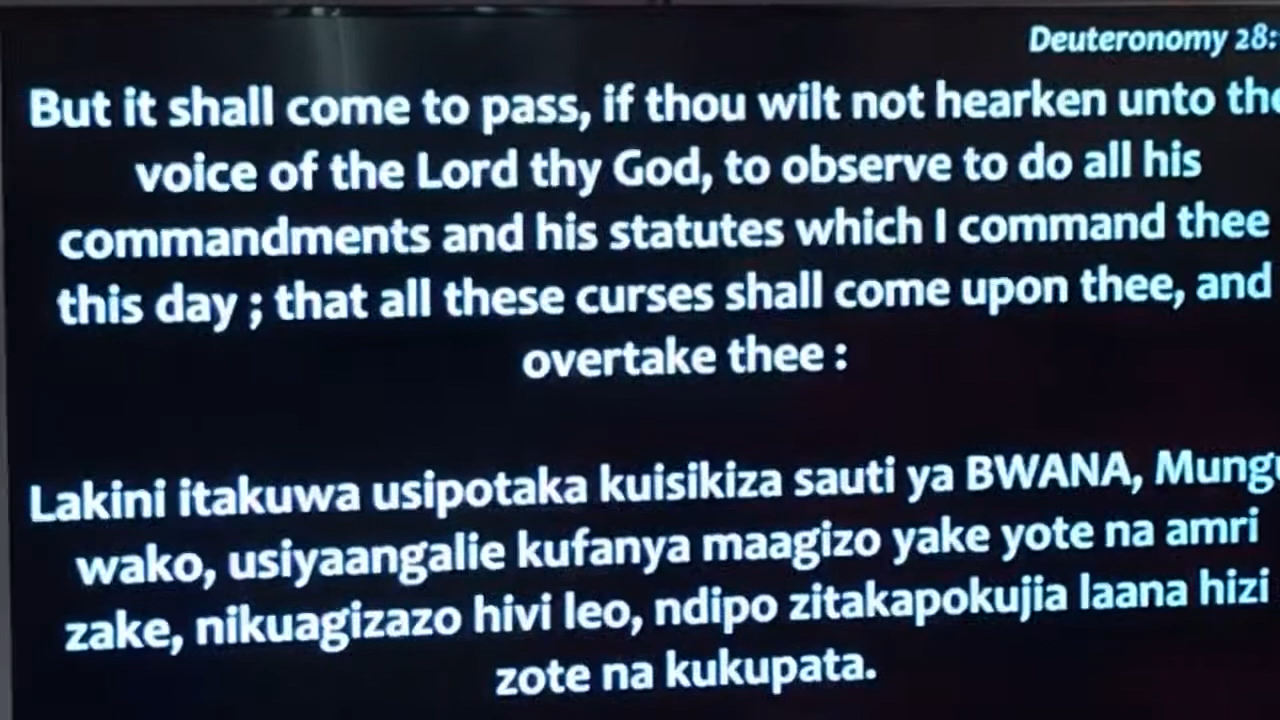 Deuteronomy 28:
But it shall come to pass, if thou wilt not hearken unto the
voice of the Lord thy God, to observe to do all his
commandments and his statutes which I command thee
this day ; that all these curses shall come upon thee, and
overtake thee :
Lakini itakuwa usipotaka kuisikiza sauti ya BWANA, Mungu
wako, usiyaangalie kufanya maagizo yake yote na amri
zake, nikuagizazo hivi leo, ndipo zitakapokujia laana hizi
zote na kukupata.